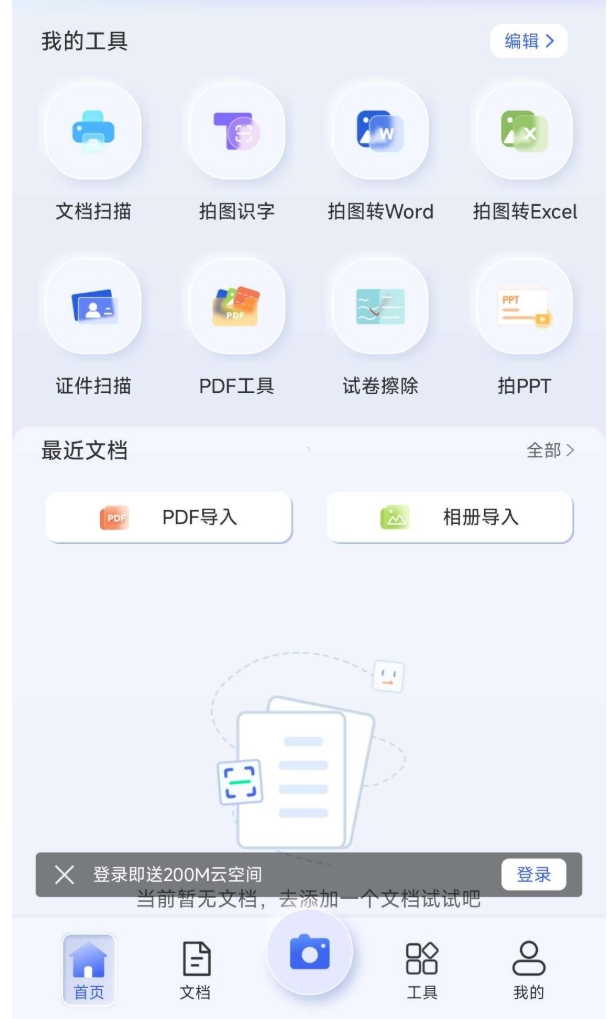 我的工具
编辑 >
文档扫描 拍图识字 拍图转Word 拍图转Excel
证件扫描 PDF工具 试卷擦除 拍PPT
最近文档
全部 >
PDF导入
相册导入
登录即送200M云空间
登录
当前暂无文档，去添加一个文档试试吧
首页 文档 工具 我的
W
X
PDF
PPT
PDF